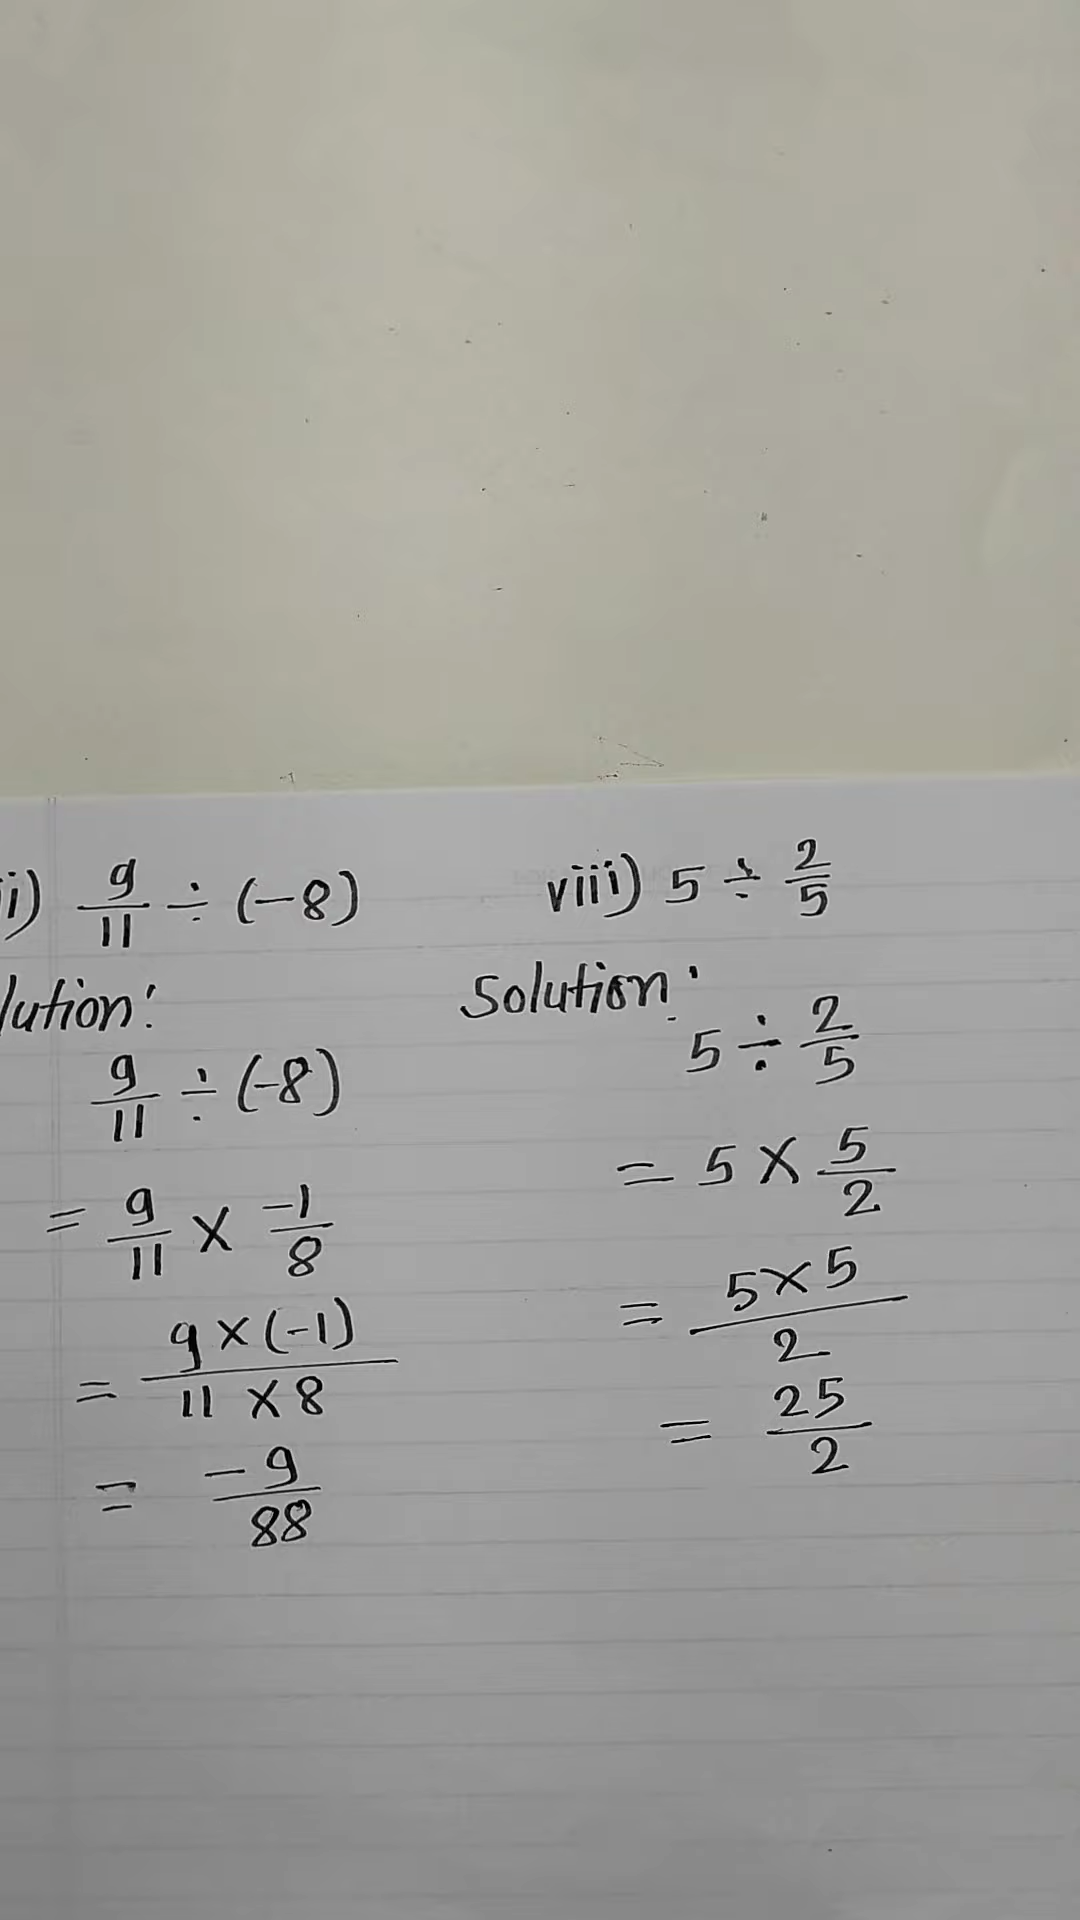 ii) 9/11 ÷ (-8)
lution:
9/11 ÷ (-8)
= 9/11 × -1/8
= 9×(-1)/11×8
= -9/88
viii) 5 ÷ 2/5
Solution:
5 ÷ 2/5
= 5 × 5/2
= 5×5/2
= 25/2